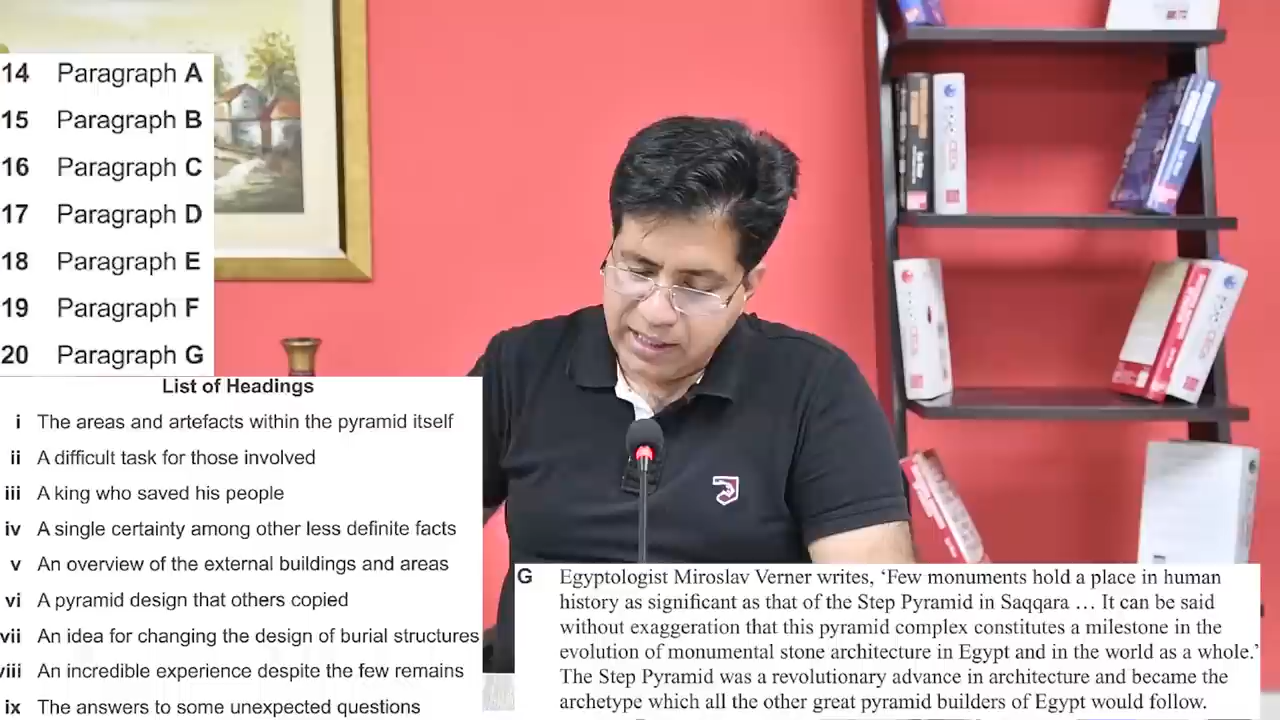 14 Paragraph A
15 Paragraph B
16 Paragraph C
17 Paragraph D
18 Paragraph E
19 Paragraph F
20 Paragraph G
List of Headings
i The areas and artefacts within the pyramid itself
ii A difficult task for those involved
iii A king who saved his people
iv A single certainty among other less definite facts
v An overview of the external buildings and areas
vi A pyramid design that others copied
vii An idea for changing the design of burial structures
viii An incredible experience despite the few remains
ix The answers to some unexpected questions
G Egyptologist Miroslav Verner writes, ‘Few monuments hold a place in human
history as significant as that of the Step Pyramid in Saqqara … It can be said
without exaggeration that this pyramid complex constitutes a milestone in the
evolution of monumental stone architecture in Egypt and in the world as a whole.’
The Step Pyramid was a revolutionary advance in architecture and became the
archetype which all the other great pyramid builders of Egypt would follow.